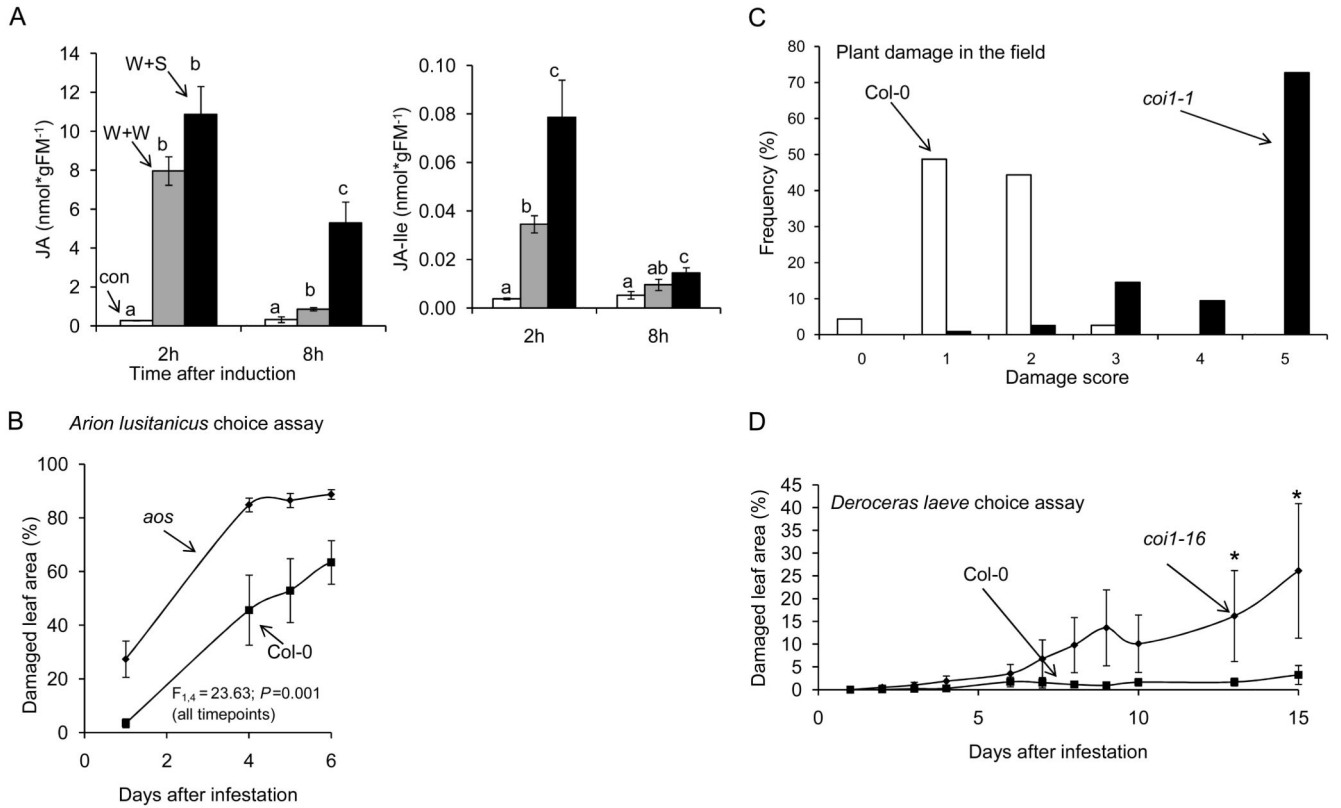 A
JA (nmol*gFM-1)
14
12
10
8
6
4
2
0
W+S
b
W+W
b
con
a
a
b
c
2h
8h
Time after induction
JA-Ile (nmol*gFM-1)
0.10
0.08
0.06
0.04
0.02
0.00
a
b
c
a
ab
c
2h
8h
C
Plant damage in the field
Frequency (%)
80
70
60
50
40
30
20
10
0
Col-0
coi1-1
0
1
2
3
4
5
Damage score
B
Arion lusitanicus choice assay
Damaged leaf area (%)
100
80
60
40
20
0
aos
Col-0
F1,4 = 23.63; P=0.001
(all timepoints)
0
2
4
6
Days after infestation
D
Deroceras laeve choice assay
Damaged leaf area (%)
45
40
35
30
25
20
15
10
5
0
Col-0
coi1-16
*
*
0
5
10
15
Days after infestation